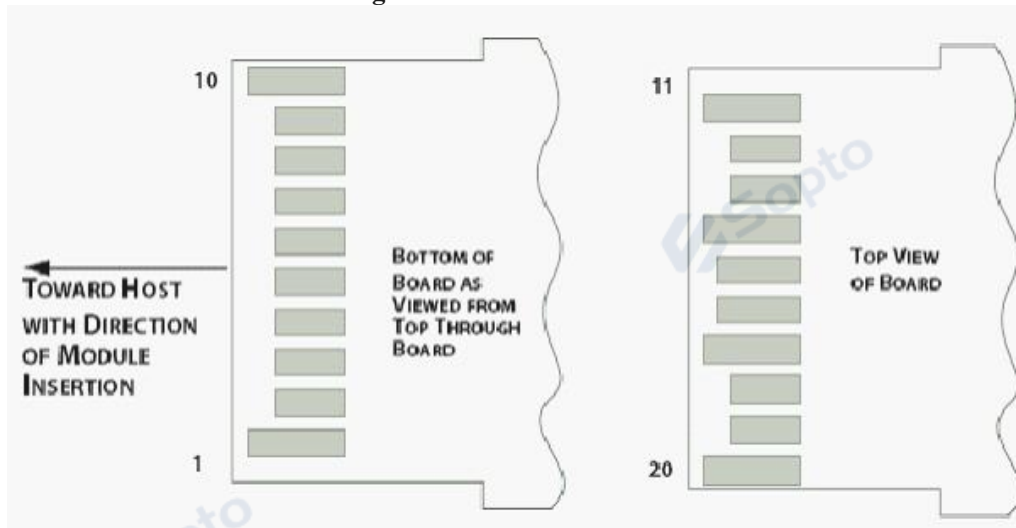 10
1
TOWARD HOST
WITH DIRECTION
OF MODULE
INSERTION
BOTTOM OF
BOARD AS
VIEWED FROM
TOP THROUGH
BOARD
11
20
TOP VIEW
OF BOARD
Sopto